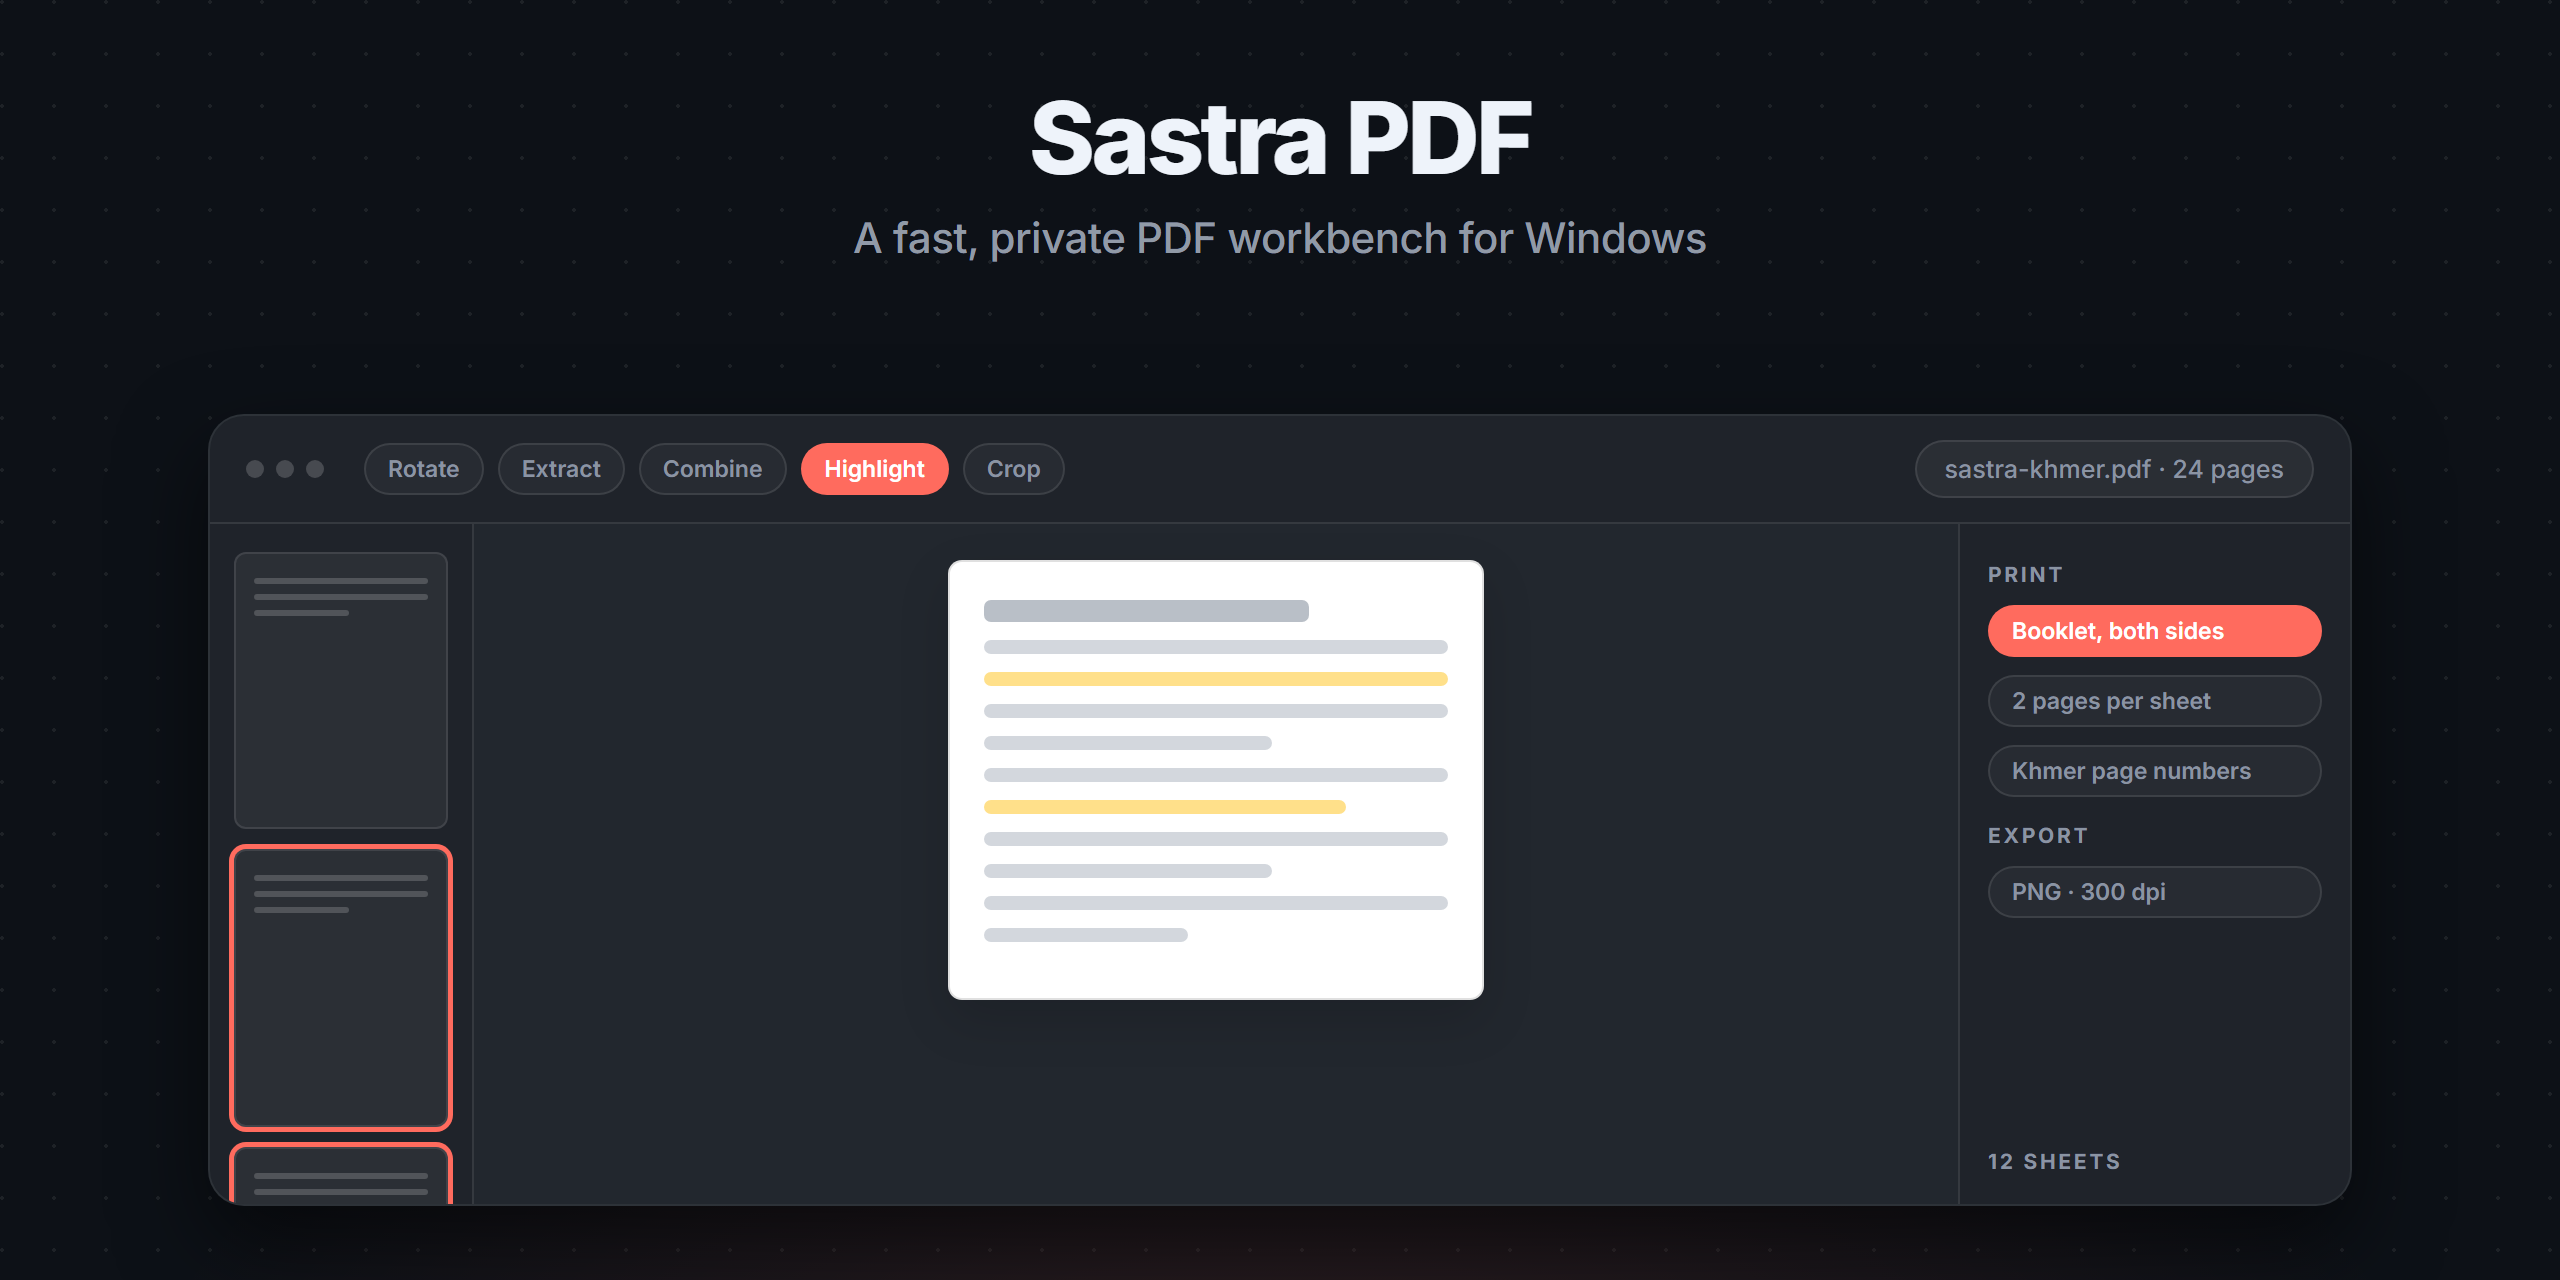 Sastra PDF
A fast, private PDF workbench for Windows
Rotate
Extract
Combine
Highlight
Crop
sastra-khmer.pdf · 24 pages
PRINT
Booklet, both sides
2 pages per sheet
Khmer page numbers
EXPORT
PNG · 300 dpi
12 SHEETS